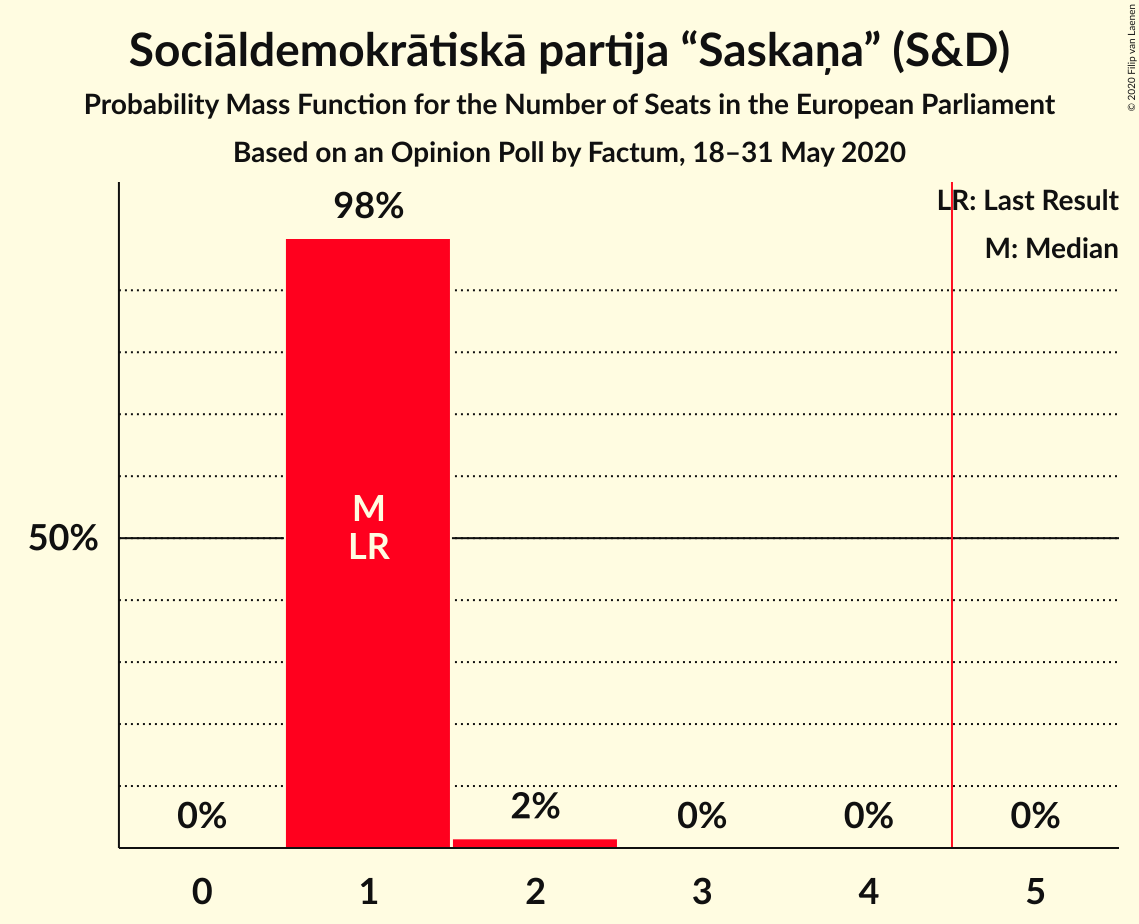 Sociāldemokrātiskā partija “Saskaņa” (S&D)
Probability Mass Function for the Number of Seats in the European Parliament
Based on an Opinion Poll by Factum, 18–31 May 2020
© 2020 Filip van Laenen
LR: Last Result
M: Median
98%
M
LR
50%
0%
2%
0%
0%
0%
0
1
2
3
4
5